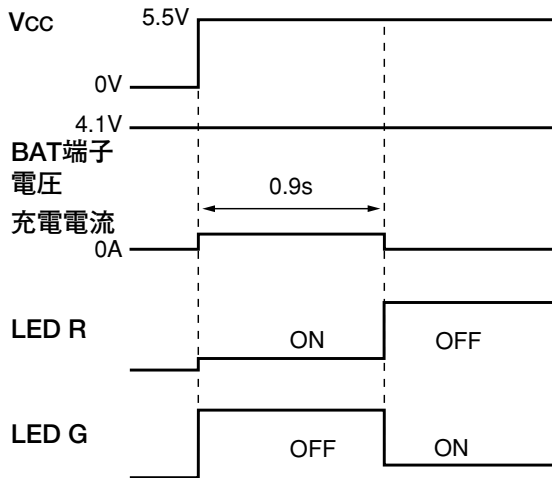 Vcc 5.5V
0V
4.1V
BAT端子
電圧
0.9s
充電電流
0A
LED R ON OFF
LED G OFF ON